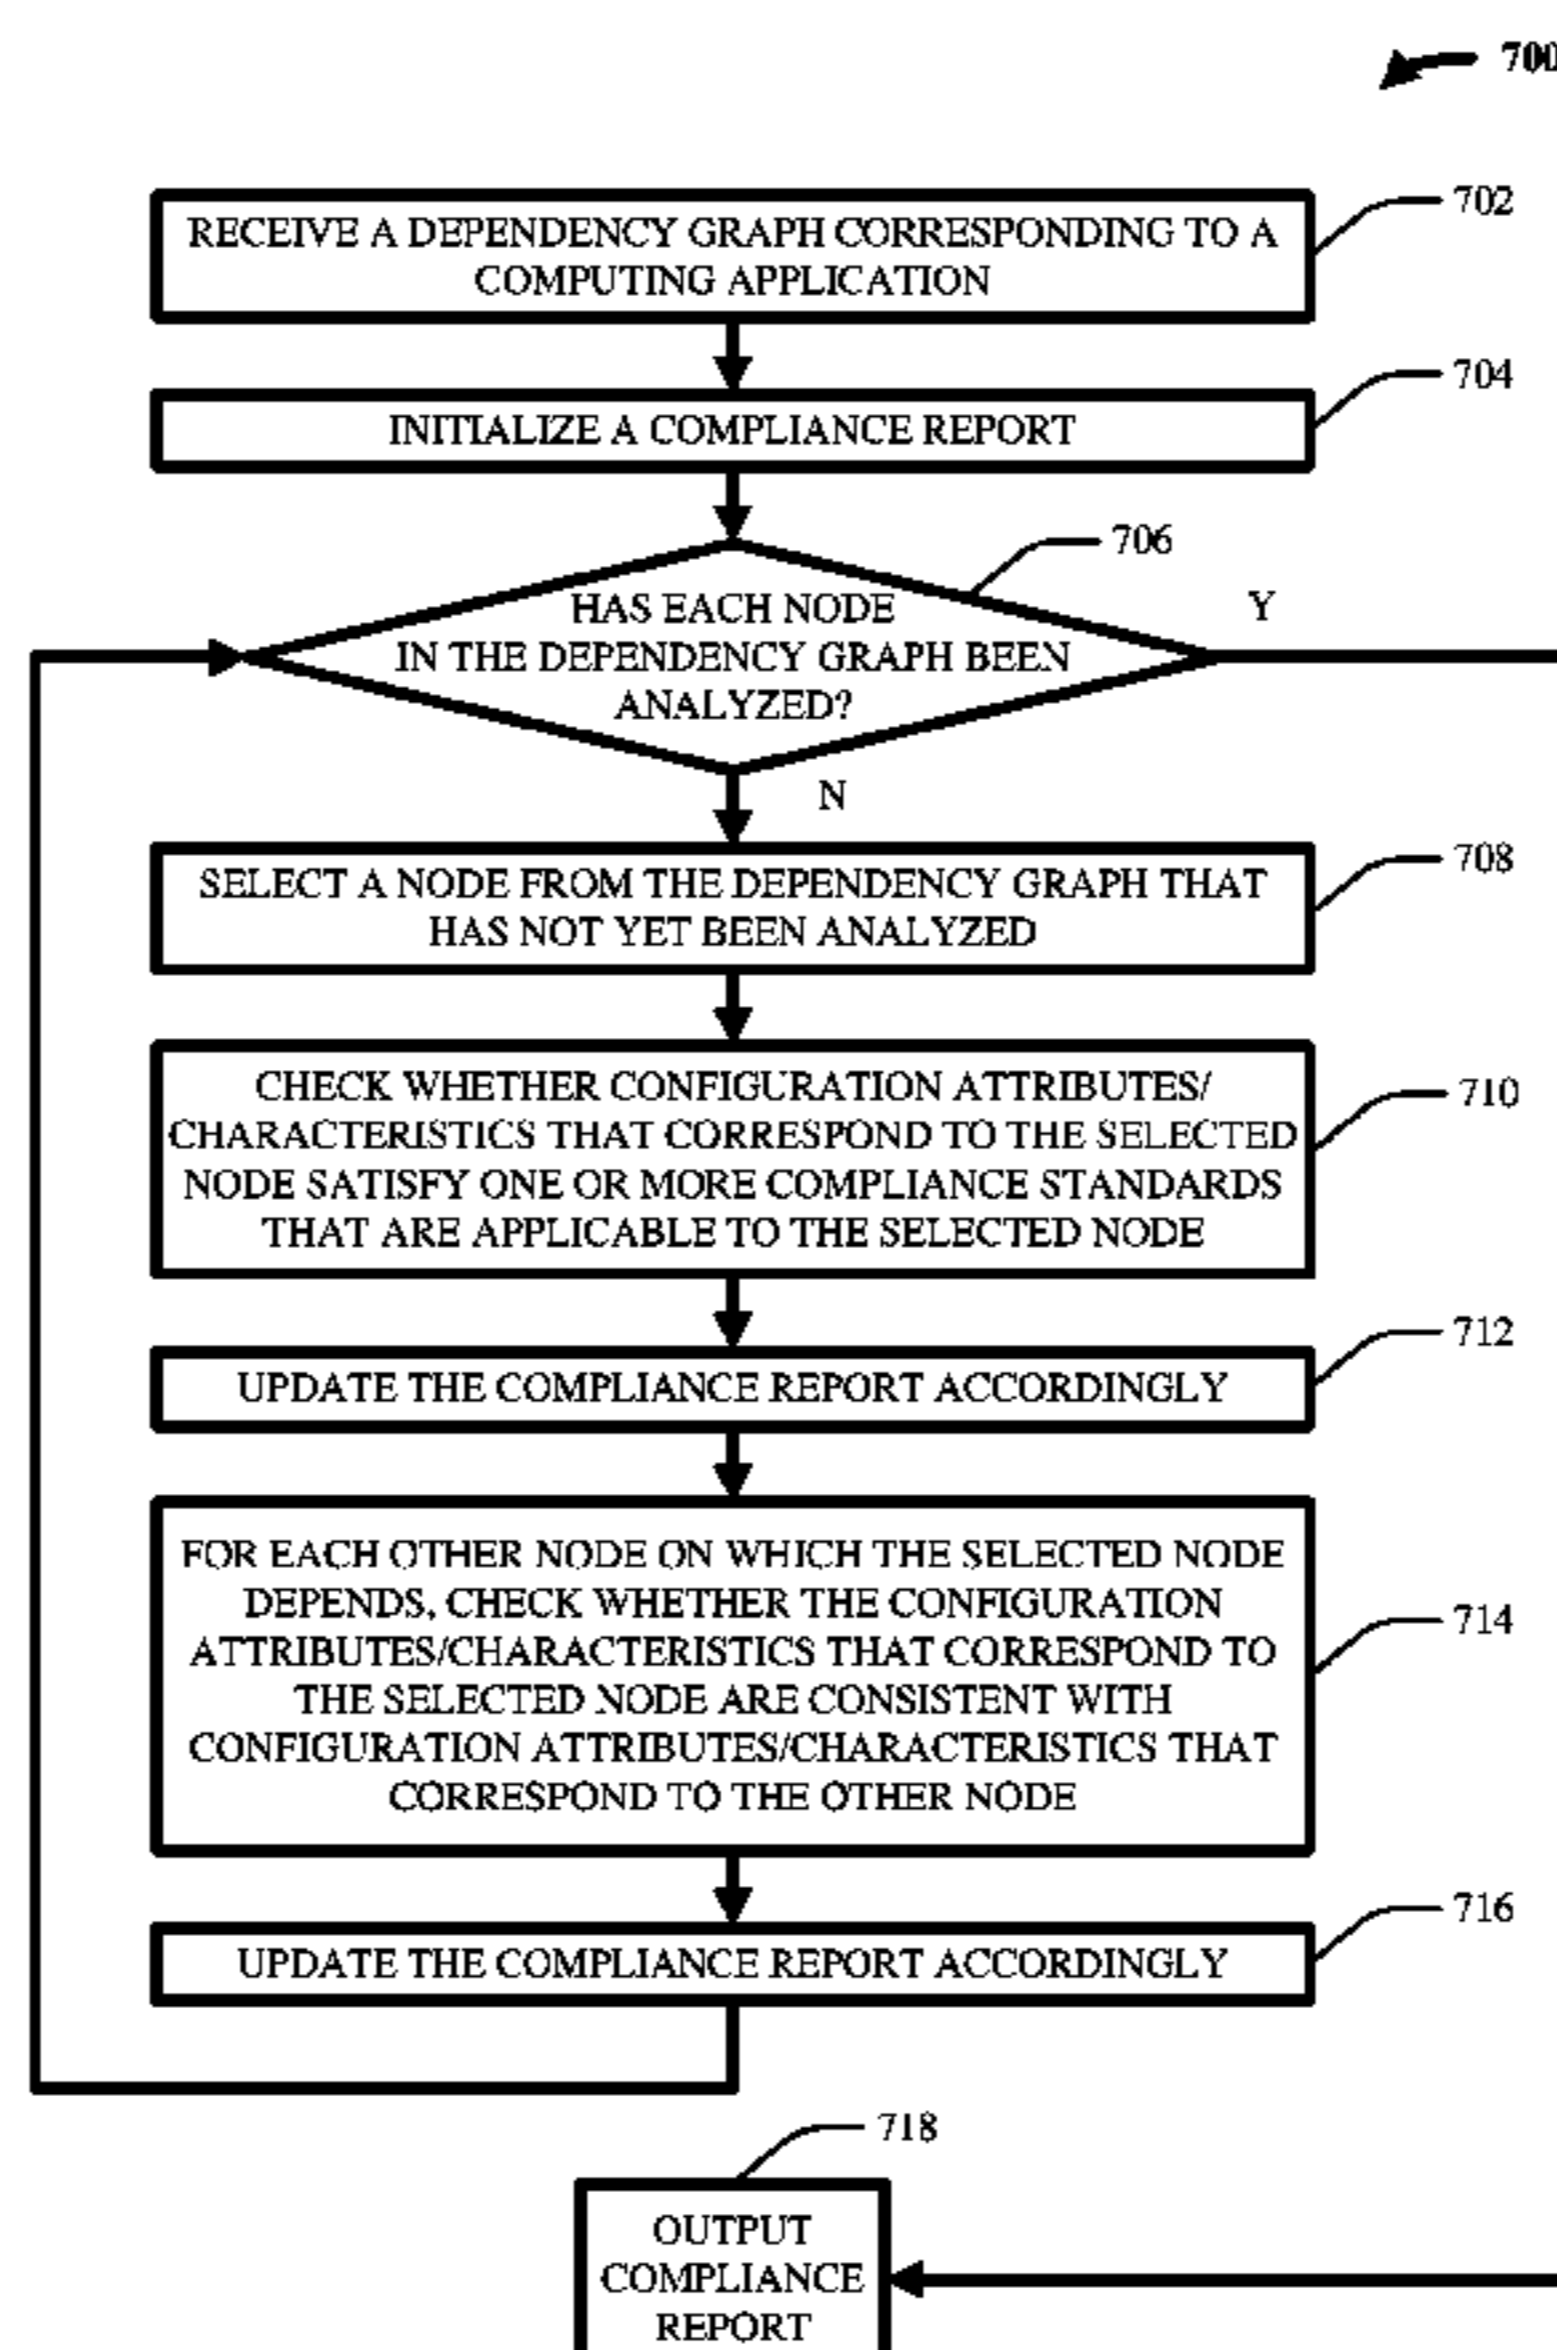 700
702
RECEIVE A DEPENDENCY GRAPH CORRESPONDING TO A
COMPUTING APPLICATION
704
INITIALIZE A COMPLIANCE REPORT
706
HAS EACH NODE
IN THE DEPENDENCY GRAPH BEEN
ANALYZED?
Y
N
708
SELECT A NODE FROM THE DEPENDENCY GRAPH THAT
HAS NOT YET BEEN ANALYZED
710
CHECK WHETHER CONFIGURATION ATTRIBUTES/
CHARACTERISTICS THAT CORRESPOND TO THE SELECTED
NODE SATISFY ONE OR MORE COMPLIANCE STANDARDS
THAT ARE APPLICABLE TO THE SELECTED NODE
712
UPDATE THE COMPLIANCE REPORT ACCORDINGLY
714
FOR EACH OTHER NODE ON WHICH THE SELECTED NODE
DEPENDS, CHECK WHETHER THE CONFIGURATION
ATTRIBUTES/CHARACTERISTICS THAT CORRESPOND TO
THE SELECTED NODE ARE CONSISTENT WITH
CONFIGURATION ATTRIBUTES/CHARACTERISTICS THAT
CORRESPOND TO THE OTHER NODE
716
UPDATE THE COMPLIANCE REPORT ACCORDINGLY
718
OUTPUT
COMPLIANCE
REPORT